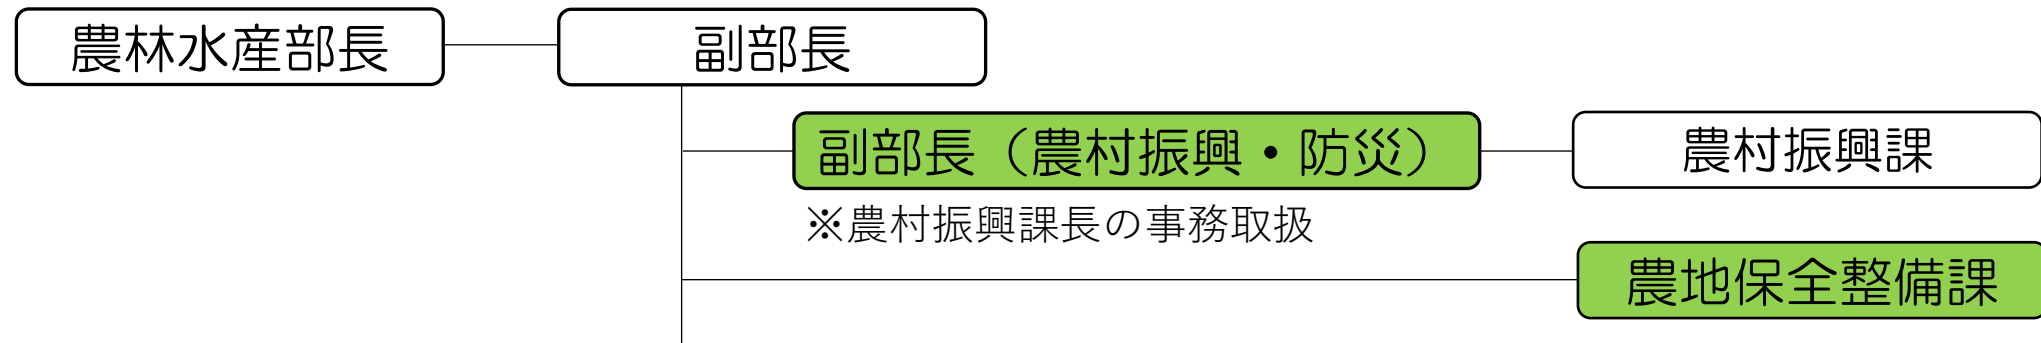 農林水産部長
副部長
副部長（農村振興・防災）
農村振興課
※農村振興課長の事務取扱
農地保全整備課